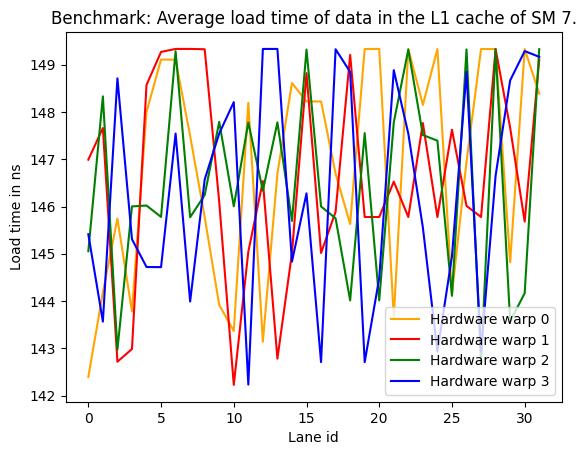 Benchmark: Average load time of data in the L1 cache of SM 7.
Load time in ns
149
148
147
146
145
144
143
142
Hardware warp 0
Hardware warp 1
Hardware warp 2
Hardware warp 3
0
5
10
15
20
25
30
Lane id